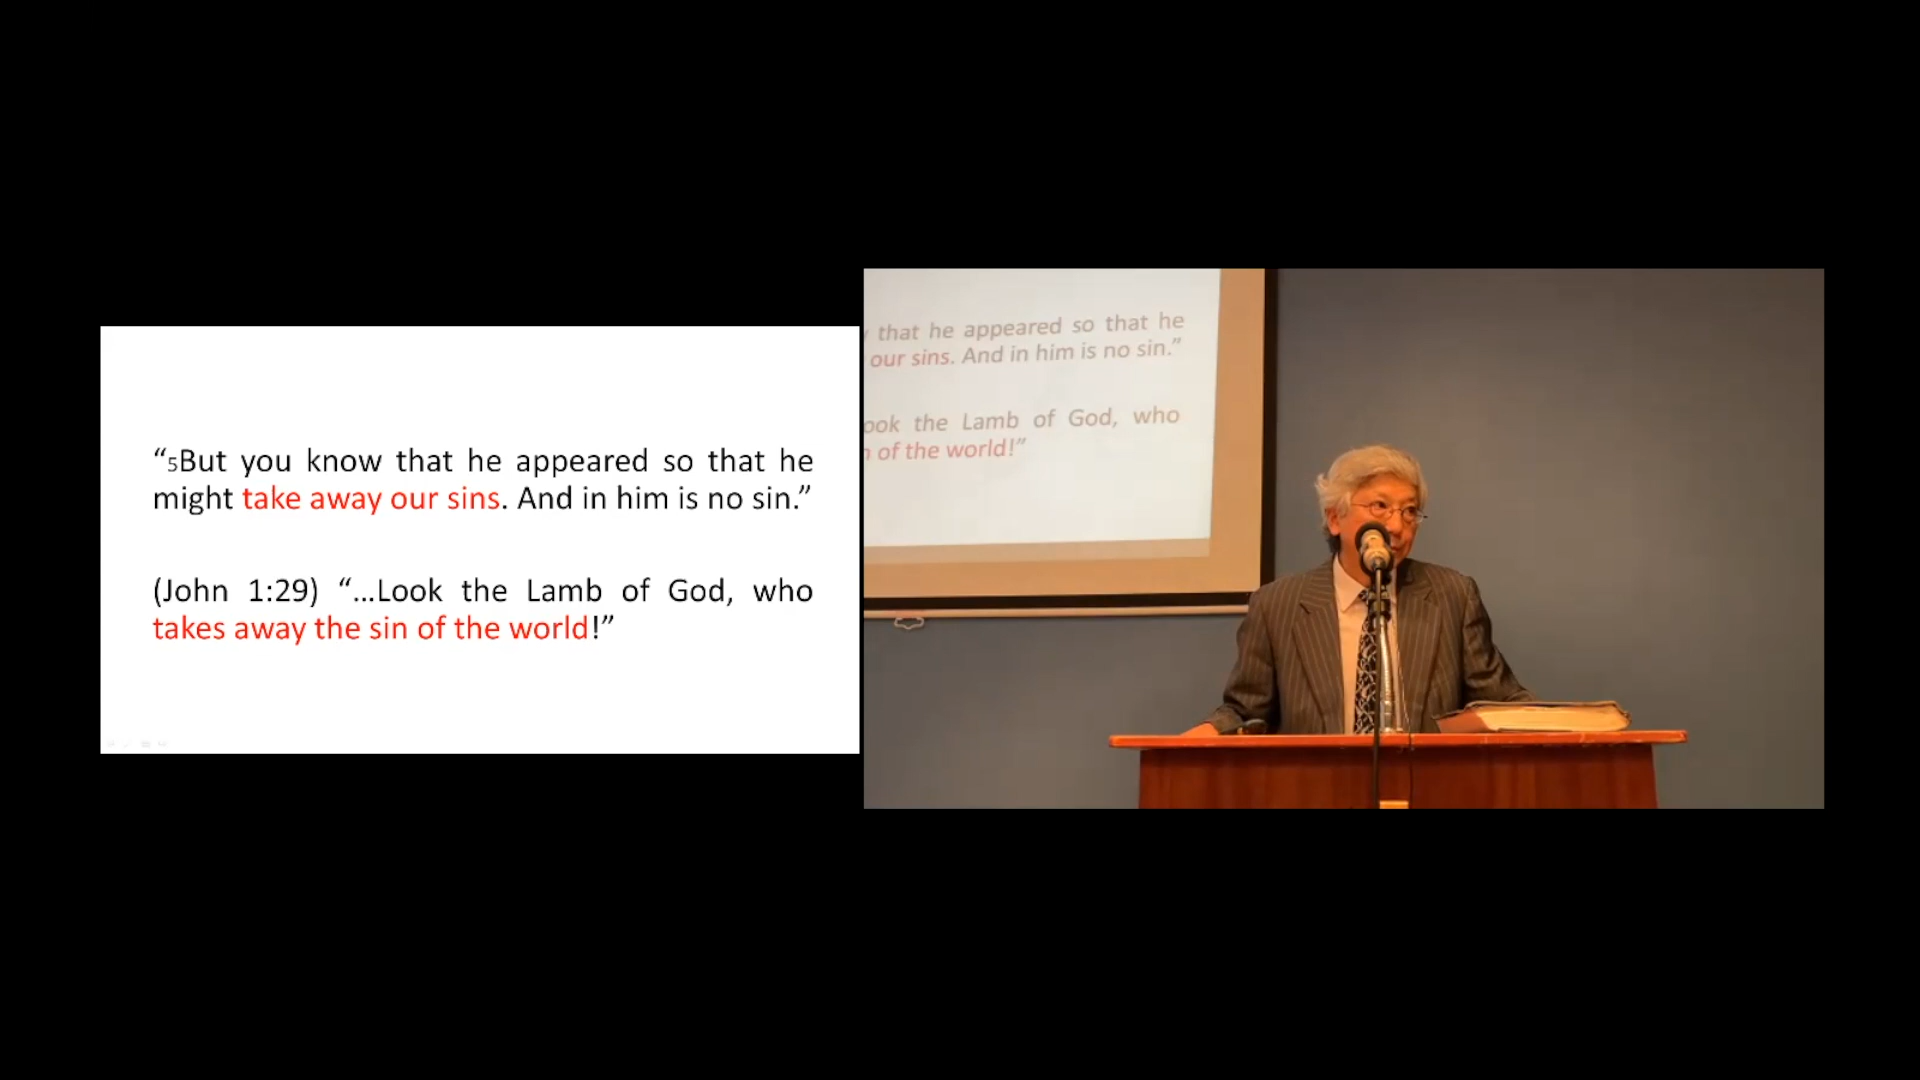 “5But you know that he appeared so that he
might take away our sins. And in him is no sin.”
(John 1:29) “...Look the Lamb of God, who
takes away the sin of the world!”
that he appeared so that he
our sins. And in him is no sin.”
the Lamb of God, who
of the world!”